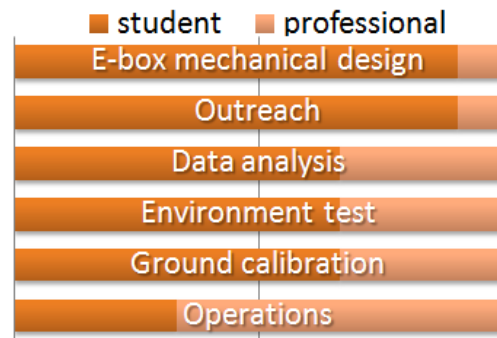 student professional
E-box mechanical design
Outreach
Data analysis
Environment test
Ground calibration
Operations